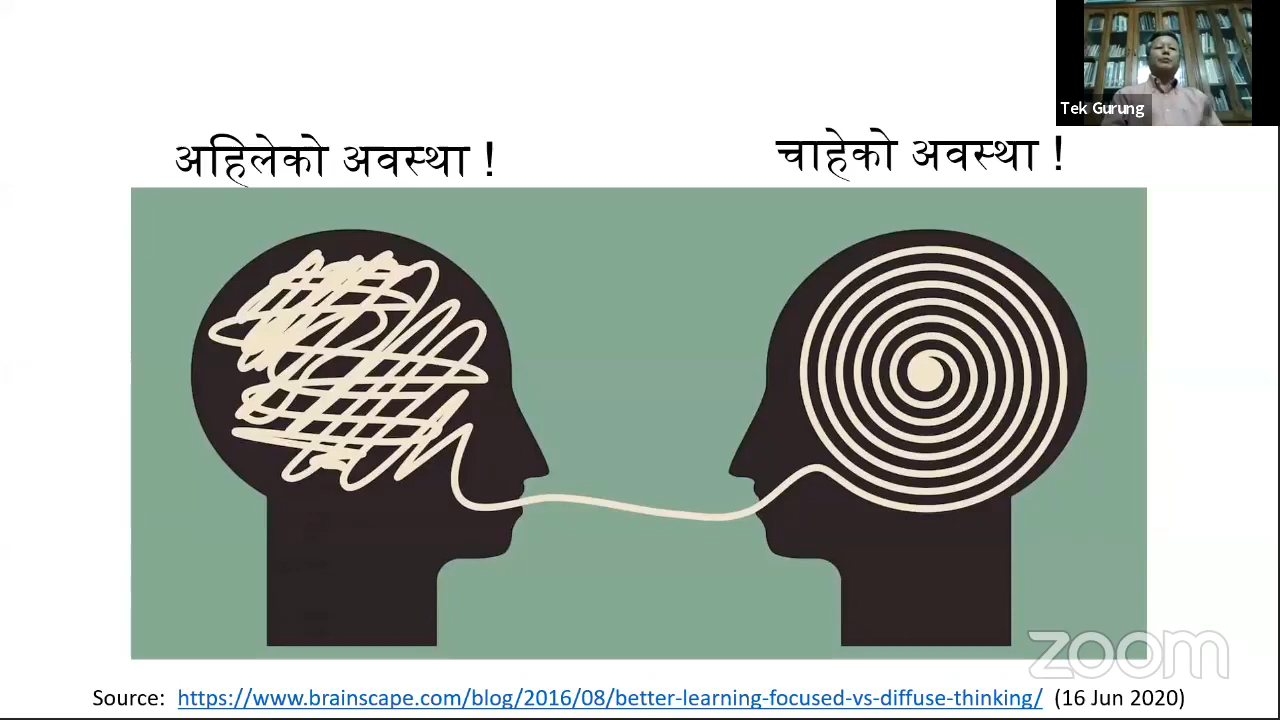 Tek Gurung
अहिलेको अवस्था !
चाहेको अवस्था !
zoom
Source: https://www.brainscape.com/blog/2016/08/better-learning-focused-vs-diffuse-thinking/ (16 Jun 2020)